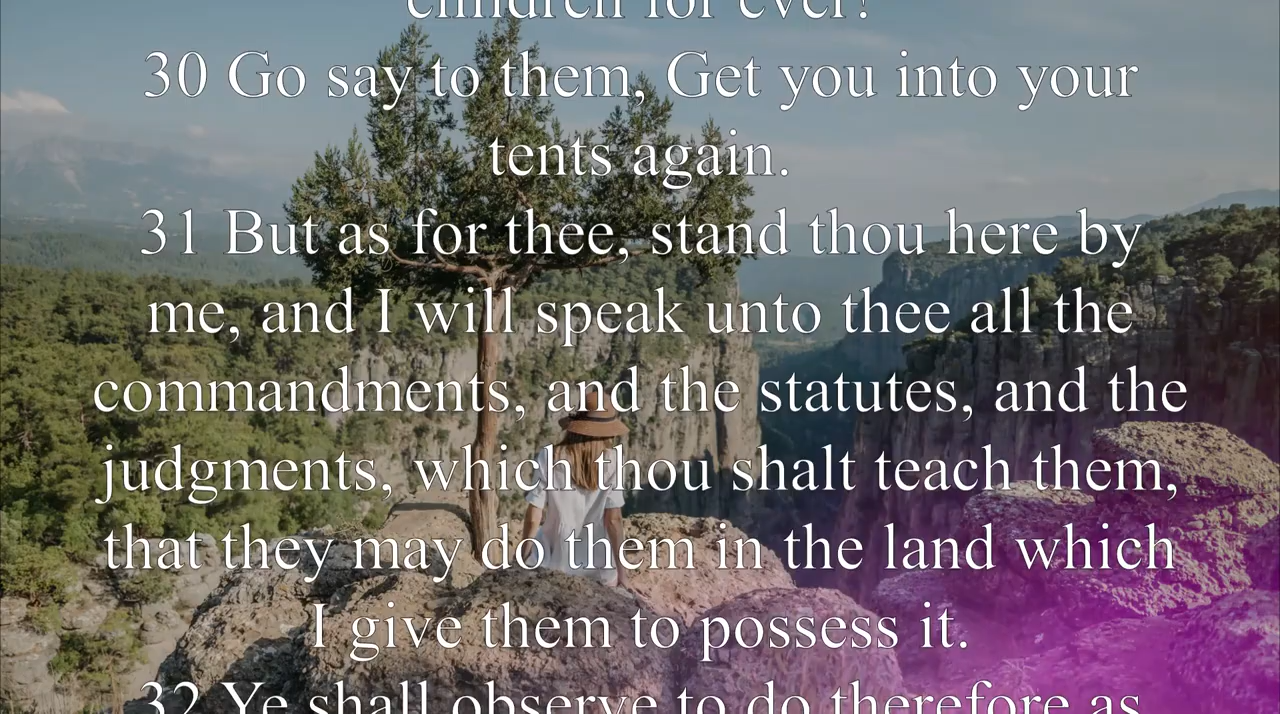 children for ever!
30 Go say to them, Get you into your
tents again.
31 But as for thee, stand thou here by
me, and I will speak unto thee all the
commandments, and the statutes, and the
judgments, which thou shalt teach them,
that they may do them in the land which
I give them to possess it.
32 Ye shall observe to do therefore as